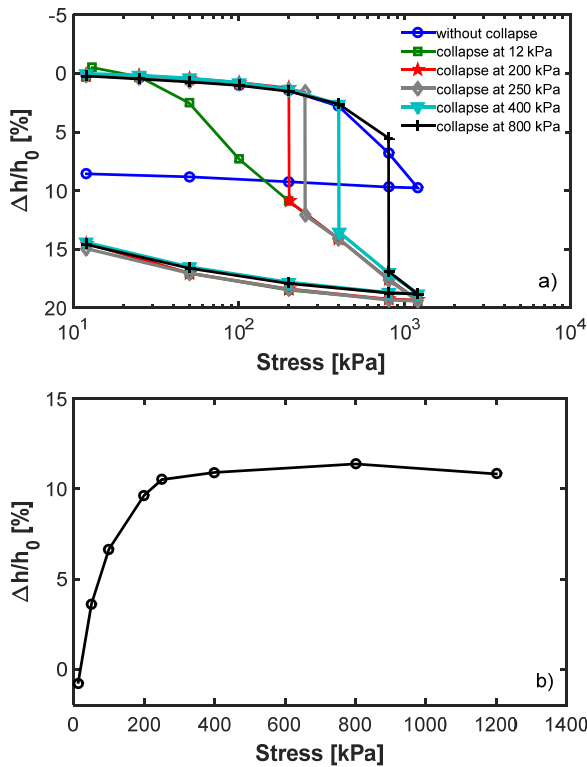 -5
0
5
10
15
20
Δh/h0 [%]
without collapse
collapse at 12 kPa
collapse at 200 kPa
collapse at 250 kPa
collapse at 400 kPa
collapse at 800 kPa
a)
10^1 10^2 10^3 10^4
Stress [kPa]
15
10
5
0
Δh/h0 [%]
b)
0 200 400 600 800 1000 1200 1400
Stress [kPa]